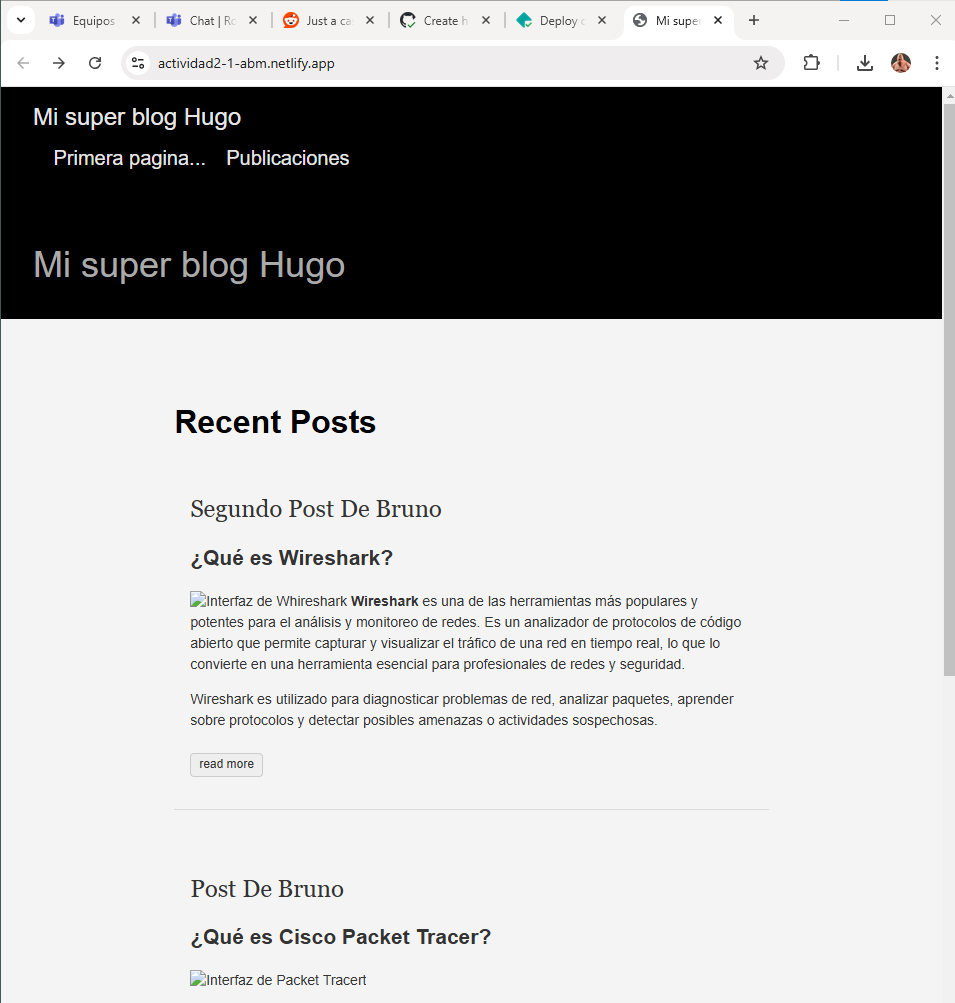 Equipos
Chat | Ro
Just a ca
Create h
Deploy
Mi super
actividad2-1-abm.netlify.app
Mi super blog Hugo
Primera pagina... Publicaciones
Mi super blog Hugo
Recent Posts
Segundo Post De Bruno
¿Qué es Wireshark?
Interfaz de Whireshark Wireshark es una de las herramientas más populares y
potentes para el análisis y monitoreo de redes. Es un analizador de protocolos de código
abierto que permite capturar y visualizar el tráfico de una red en tiempo real, lo que lo
convierte en una herramienta esencial para profesionales de redes y seguridad.
Wireshark es utilizado para diagnosticar problemas de red, analizar paquetes, aprender
sobre protocolos y detectar posibles amenazas o actividades sospechosas.
read more
Post De Bruno
¿Qué es Cisco Packet Tracer?
Interfaz de Packet Tracert